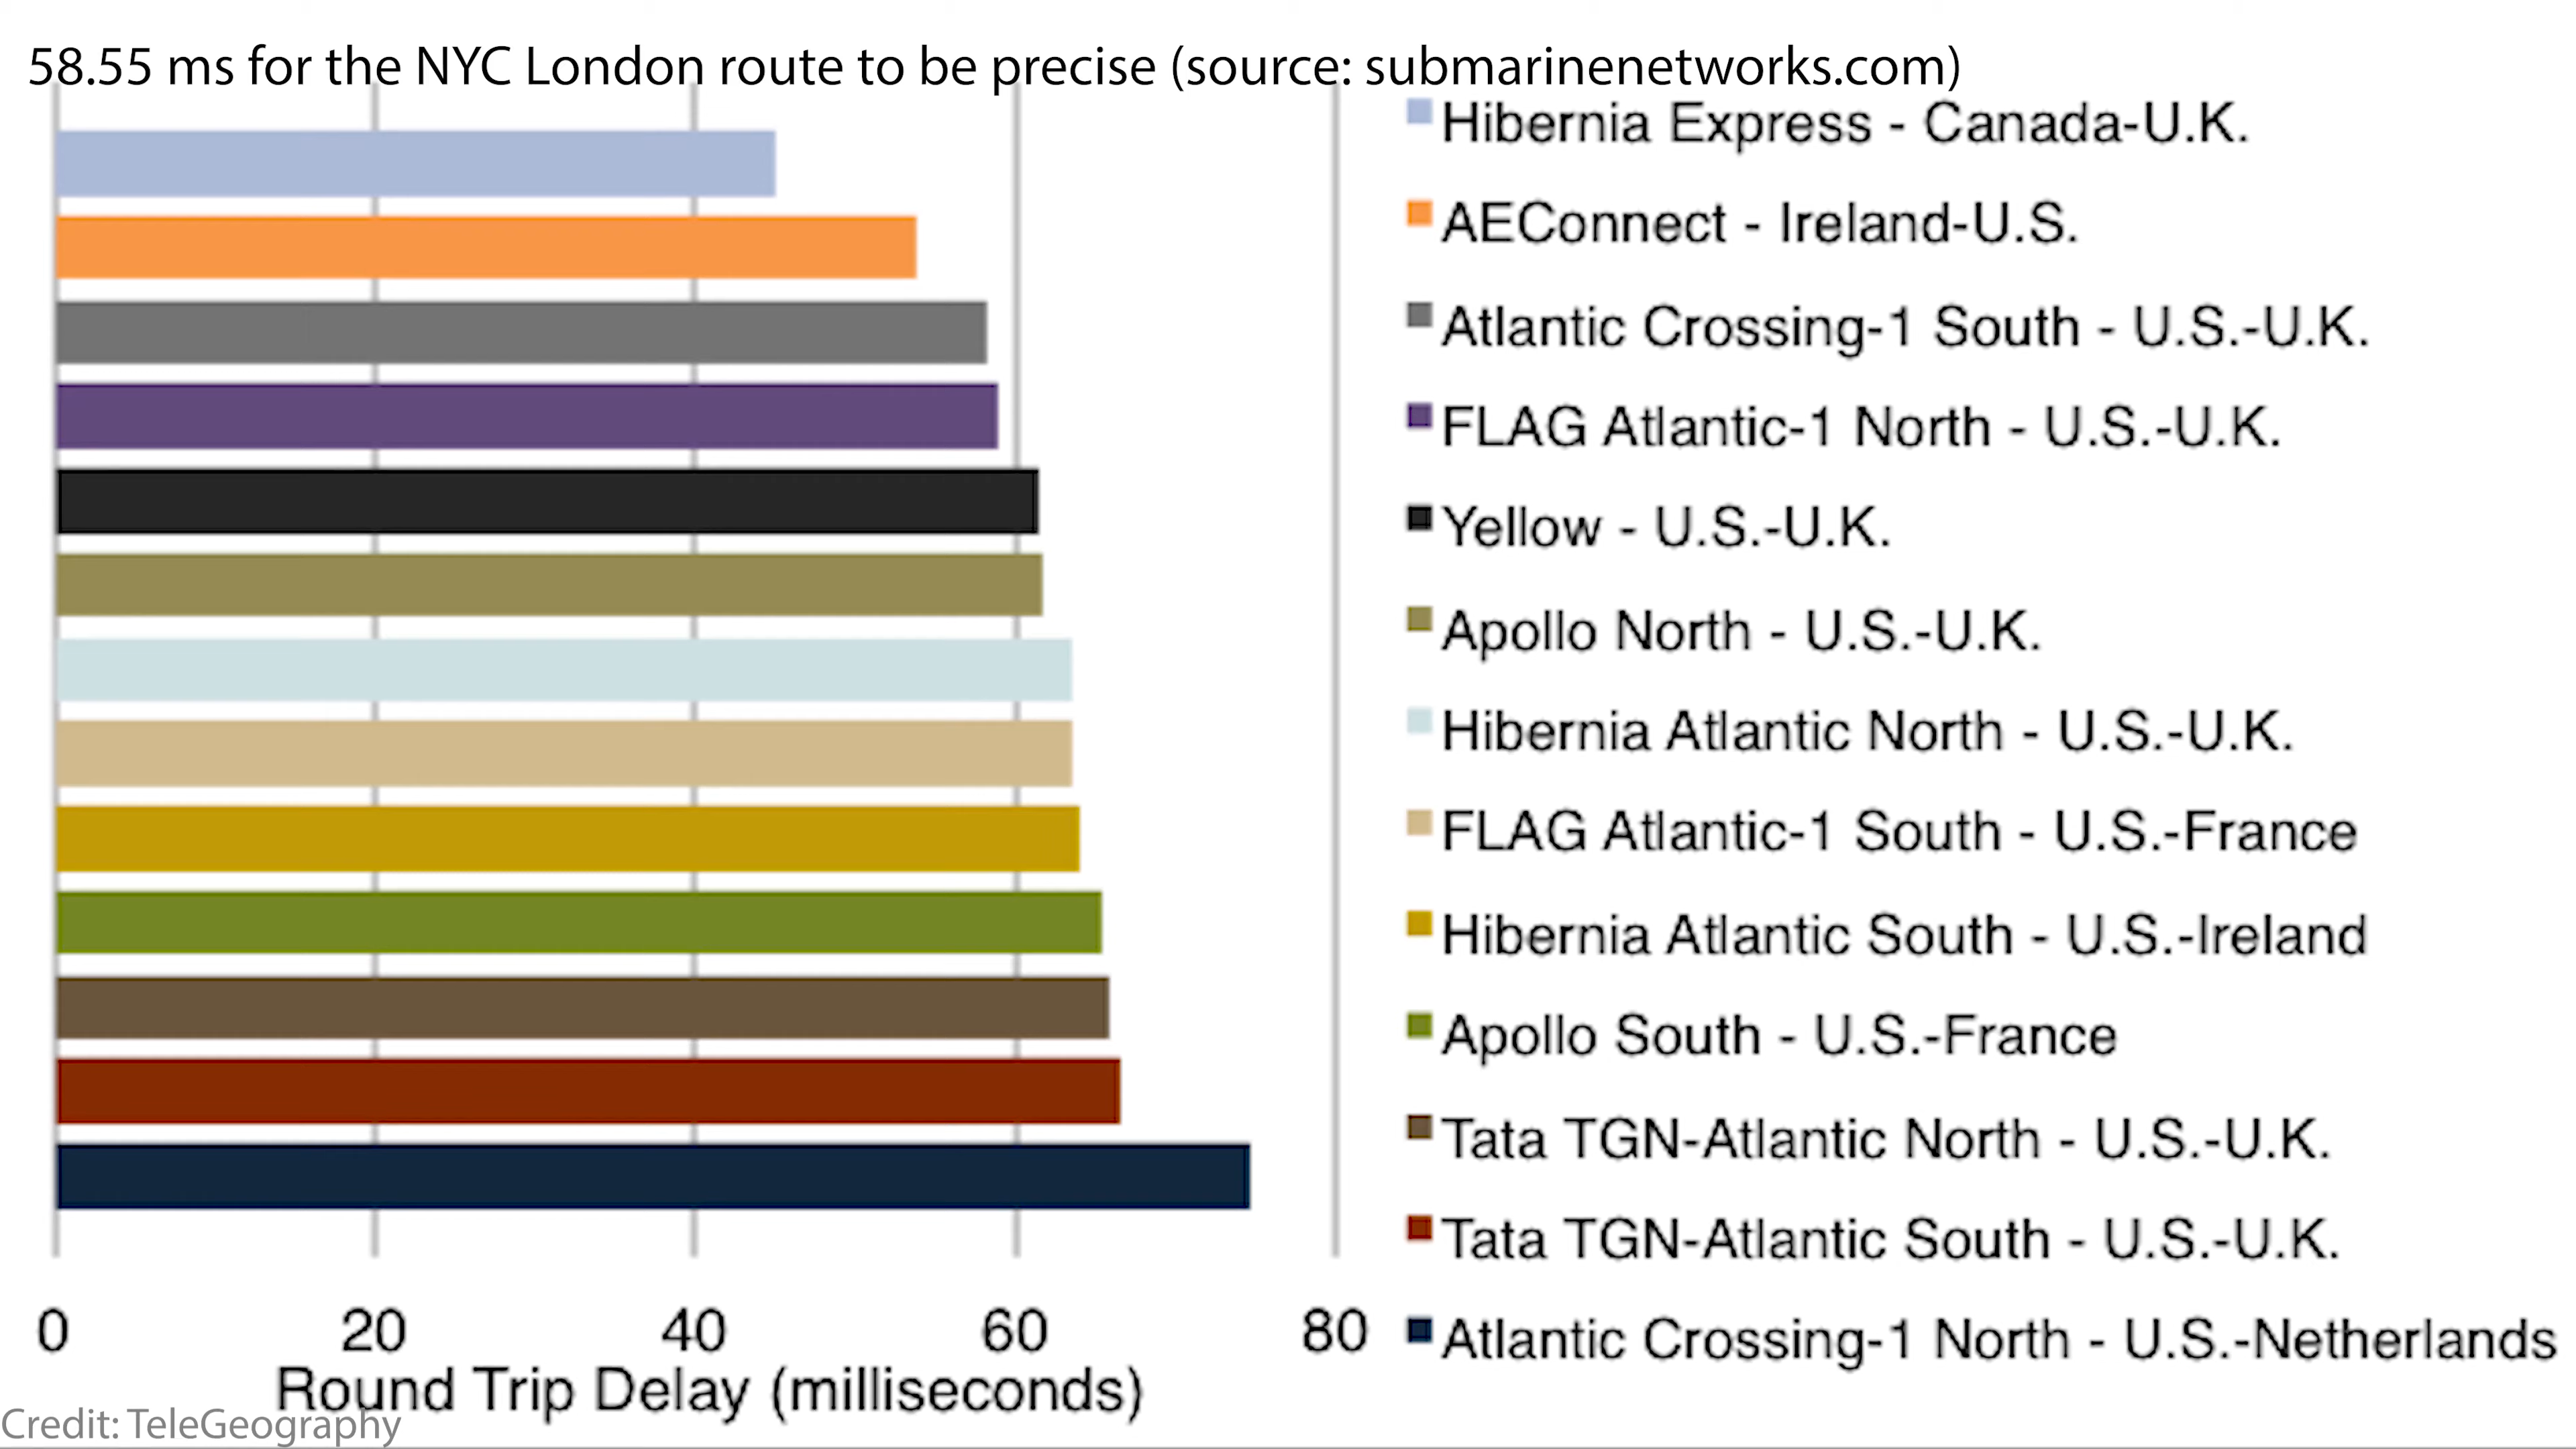 58.55 ms for the NYC London route to be precise (source: submarinenetworks.com)
Hibernia Express - Canada-U.K.
AEConnect - Ireland-U.S.
Atlantic Crossing-1 South - U.S.-U.K.
FLAG Atlantic-1 North - U.S.-U.K.
Yellow - U.S.-U.K.
Apollo North - U.S.-U.K.
Hibernia Atlantic North - U.S.-U.K.
FLAG Atlantic-1 South - U.S.-France
Hibernia Atlantic South - U.S.-Ireland
Apollo South - U.S.-France
Tata TGN-Atlantic North - U.S.-U.K.
Tata TGN-Atlantic South - U.S.-U.K.
Atlantic Crossing-1 North - U.S.-Netherlands
0 20 40 60 80
Round Trip Delay (milliseconds)
Credit: TeleGeography